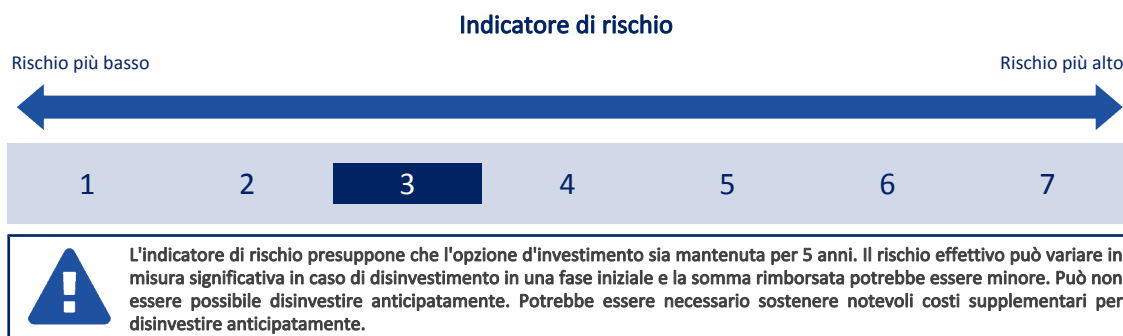 Indicatore di rischio
Rischio più basso
Rischio più alto
1 2 3 4 5 6 7
L'indicatore di rischio presuppone che l'opzione d'investimento sia mantenuta per 5 anni. Il rischio effettivo può variare in
misura significativa in caso di disinvestimento in una fase iniziale e la somma rimborsata potrebbe essere minore. Può non
essere possibile disinvestire anticipatamente. Potrebbe essere necessario sostenere notevoli costi supplementari per
disinvestire anticipatamente.